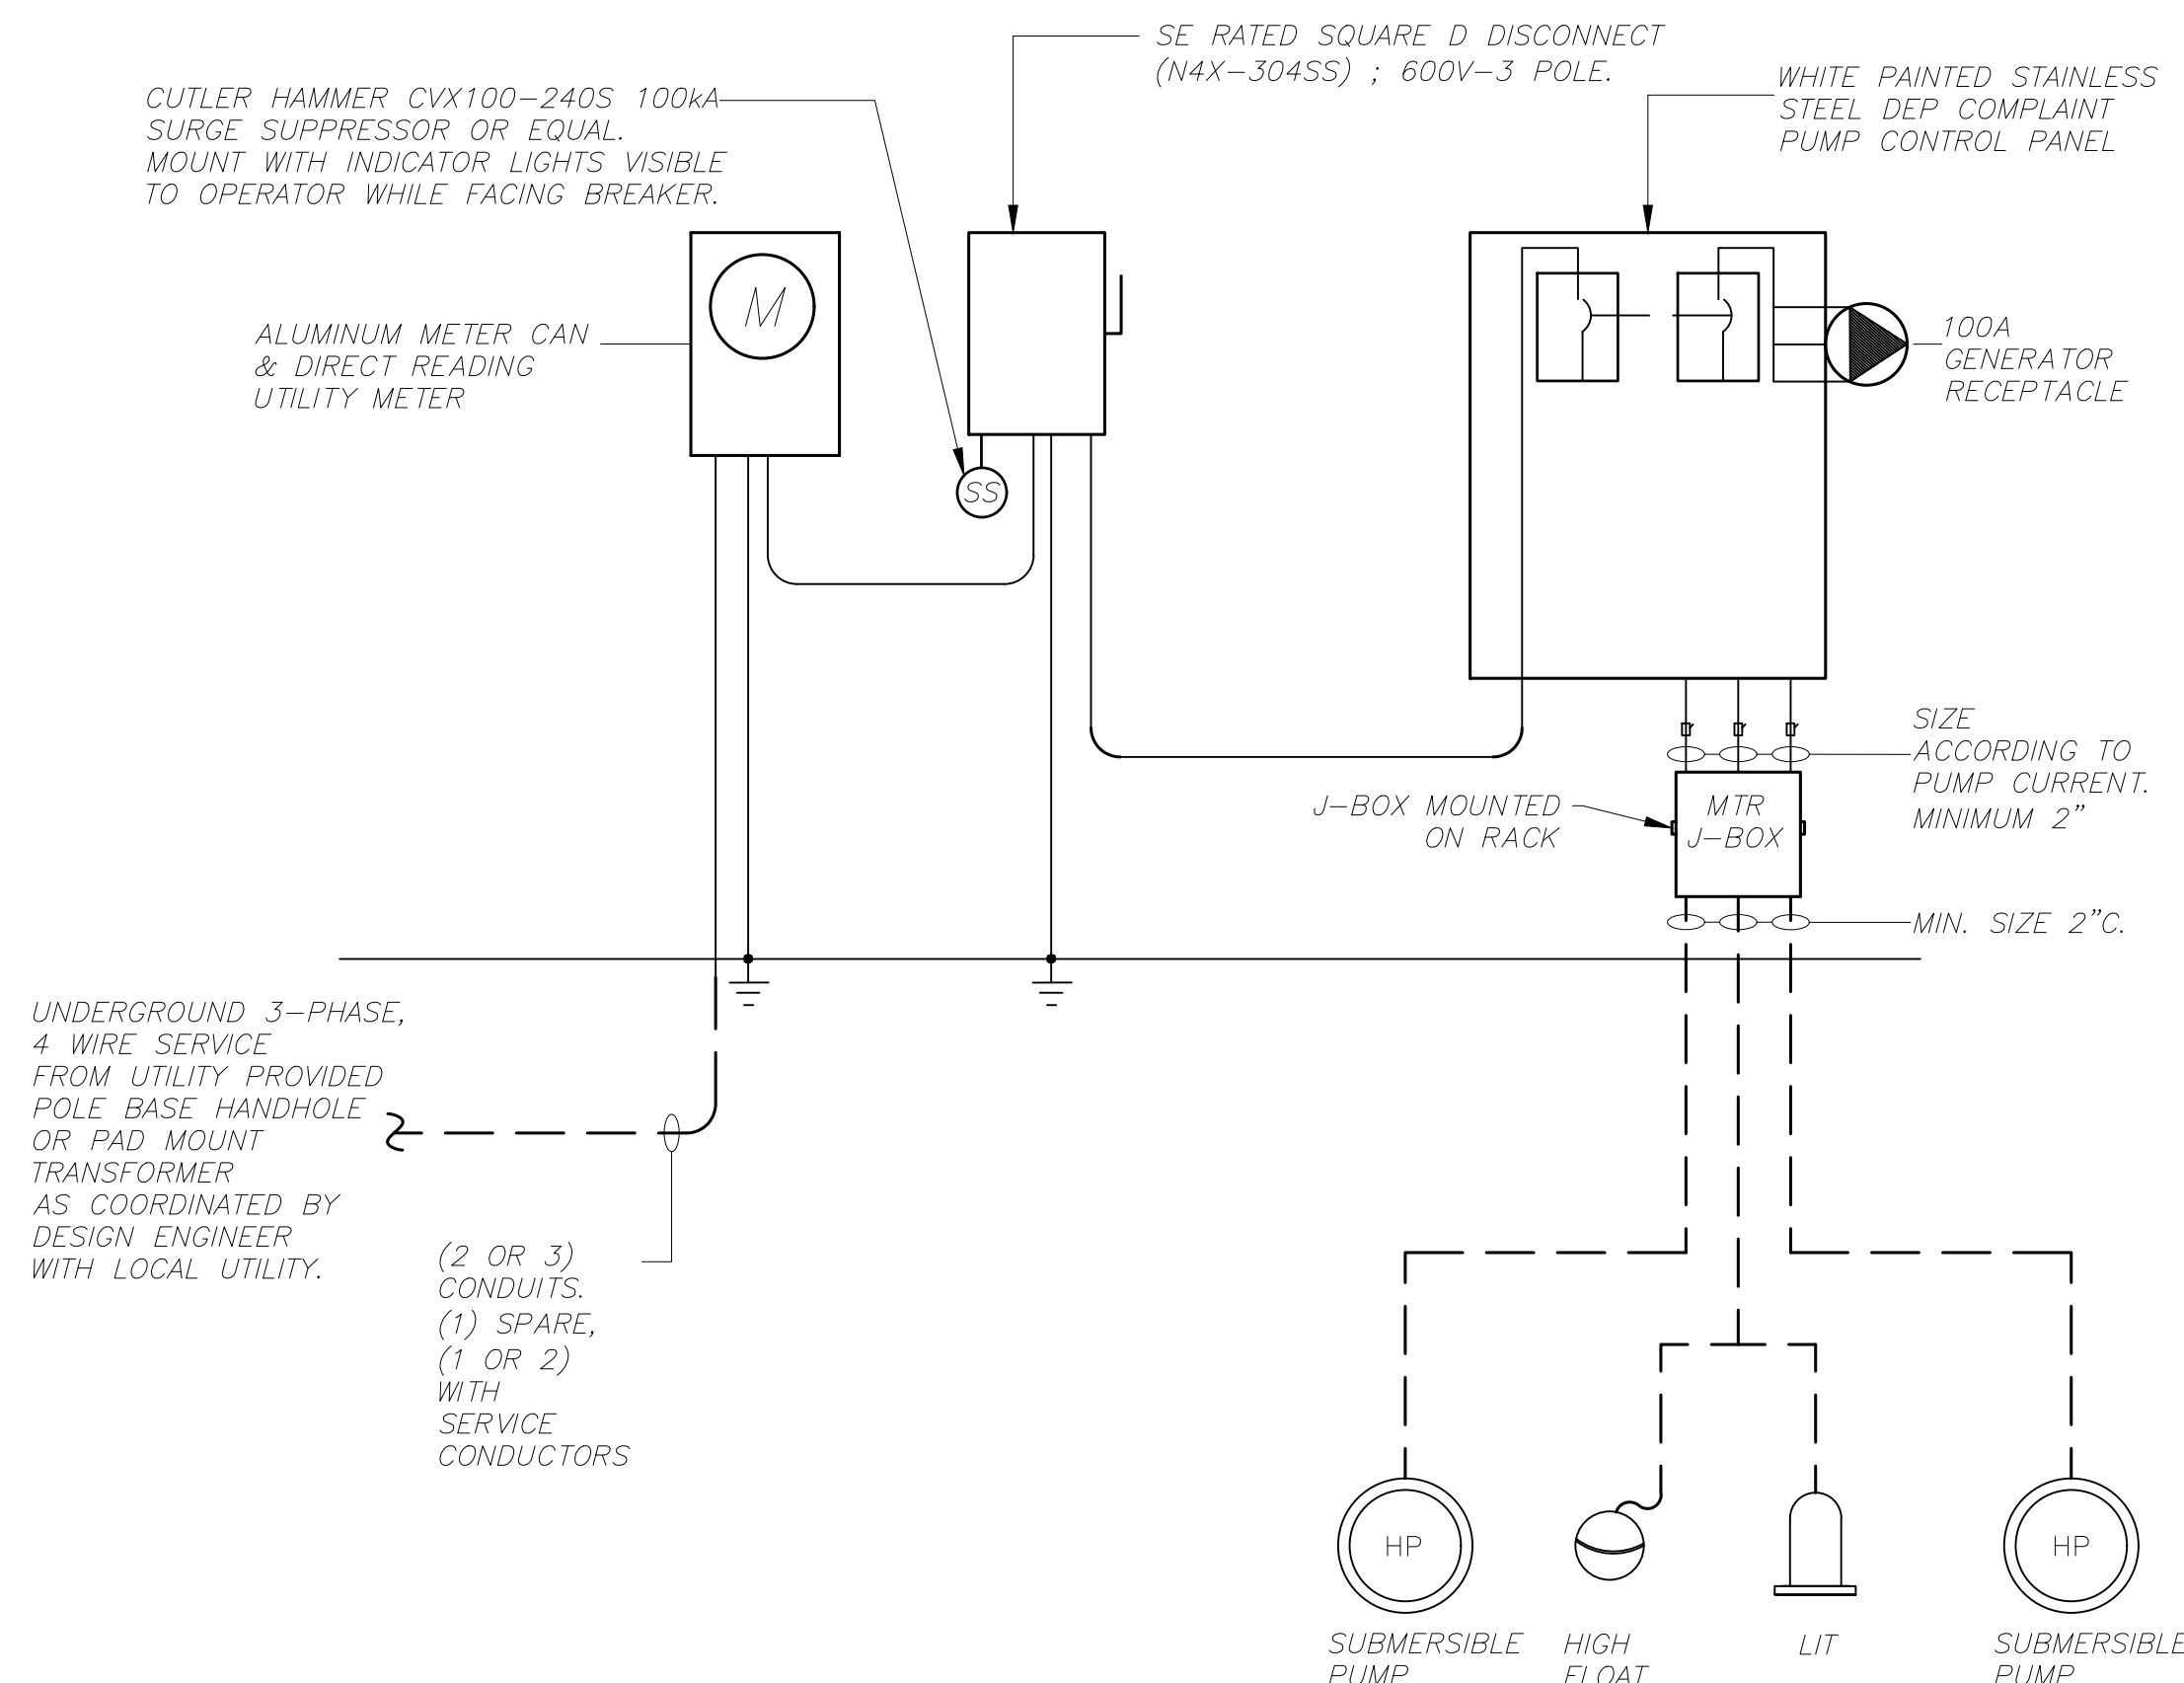 SE RATED SQUARE D DISCONNECT
(N4X-304SS) ; 600V-3 POLE.
CUTLER HAMMER CVX100-240S 100kA
SURGE SUPPRESSOR OR EQUAL.
MOUNT WITH INDICATOR LIGHTS VISIBLE
TO OPERATOR WHILE FACING BREAKER.
WHITE PAINTED STAINLESS
STEEL DEP COMPLAINT
PUMP CONTROL PANEL
M
ALUMINUM METER CAN
& DIRECT READING
UTILITY METER
100A
GENERATOR
RECEPTACLE
SS
SIZE
ACCORDING TO
PUMP CURRENT.
MINIMUM 2"
J-BOX MOUNTED
ON RACK
MTR
J-BOX
MIN. SIZE 2"C.
UNDERGROUND 3-PHASE,
4 WIRE SERVICE
FROM UTILITY PROVIDED
POLE BASE HANDHOLE
OR PAD MOUNT
TRANSFORMER
AS COORDINATED BY
DESIGN ENGINEER
WITH LOCAL UTILITY.
(2 OR 3)
CONDUITS.
(1) SPARE,
(1 OR 2)
WITH
SERVICE
CONDUCTORS
HP
HP
SUBMERSIBLE
PUMP
HIGH
FLOAT
LIT
SUBMERSIBLE
PUMP